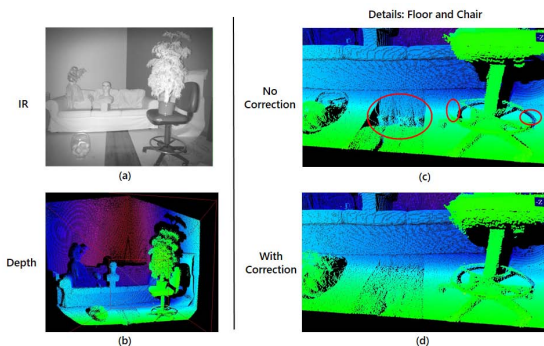 Details: Floor and Chair
IR
(a)
No
Correction
-Z
(c)
Depth
(b)
With
Correction
-Z
(d)